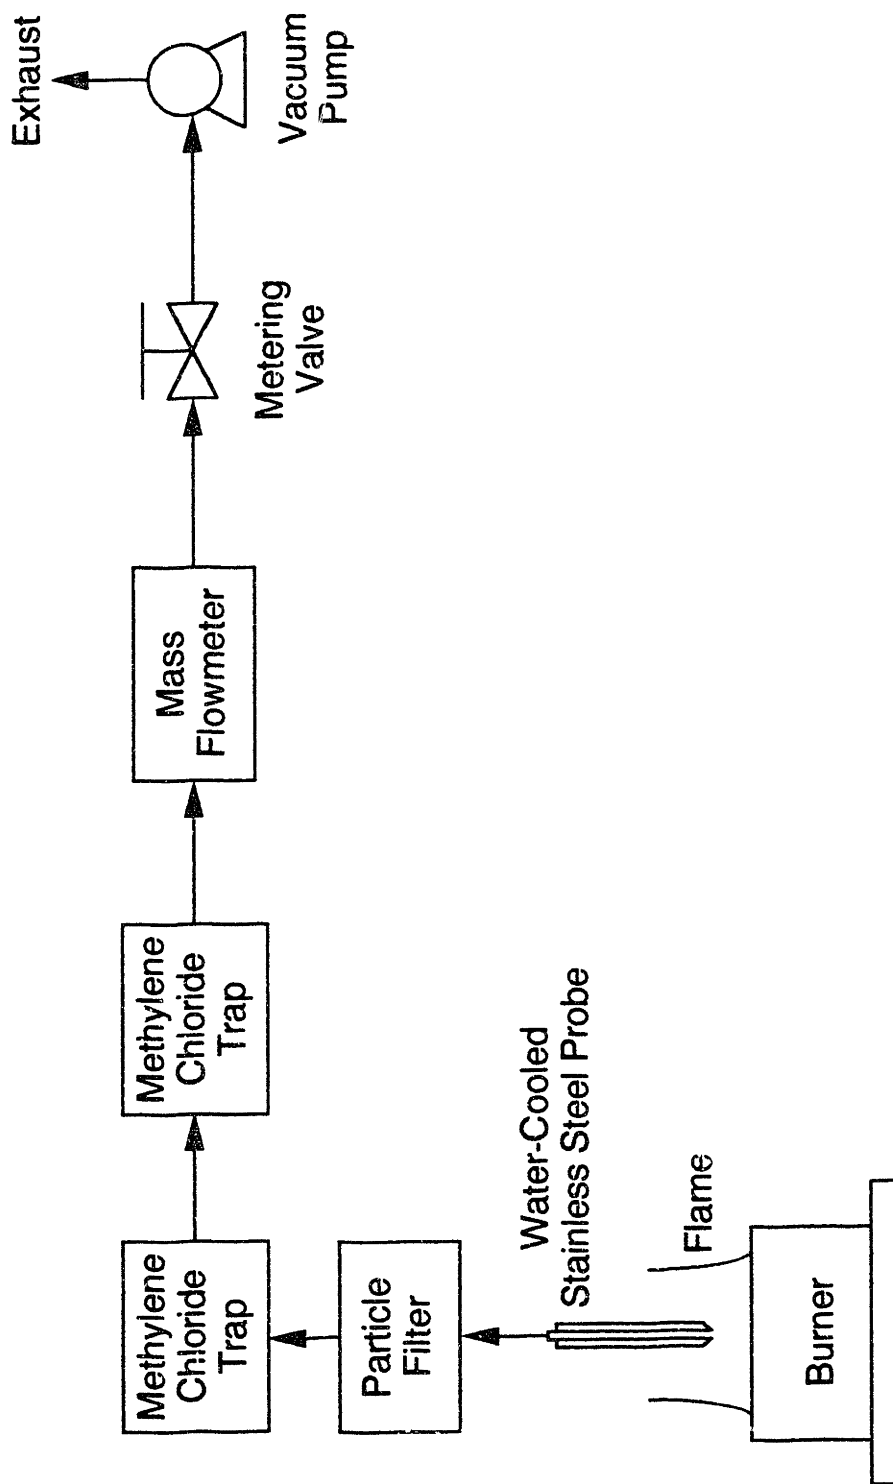 Exhaust
Vacuum
Pump
Metering
Valve
Mass
Flowmeter
Methylene
Chloride
Trap
Methylene
Chloride
Trap
Particle
Filter
Water-Cooled
Stainless Steel Probe
Flame
Burner